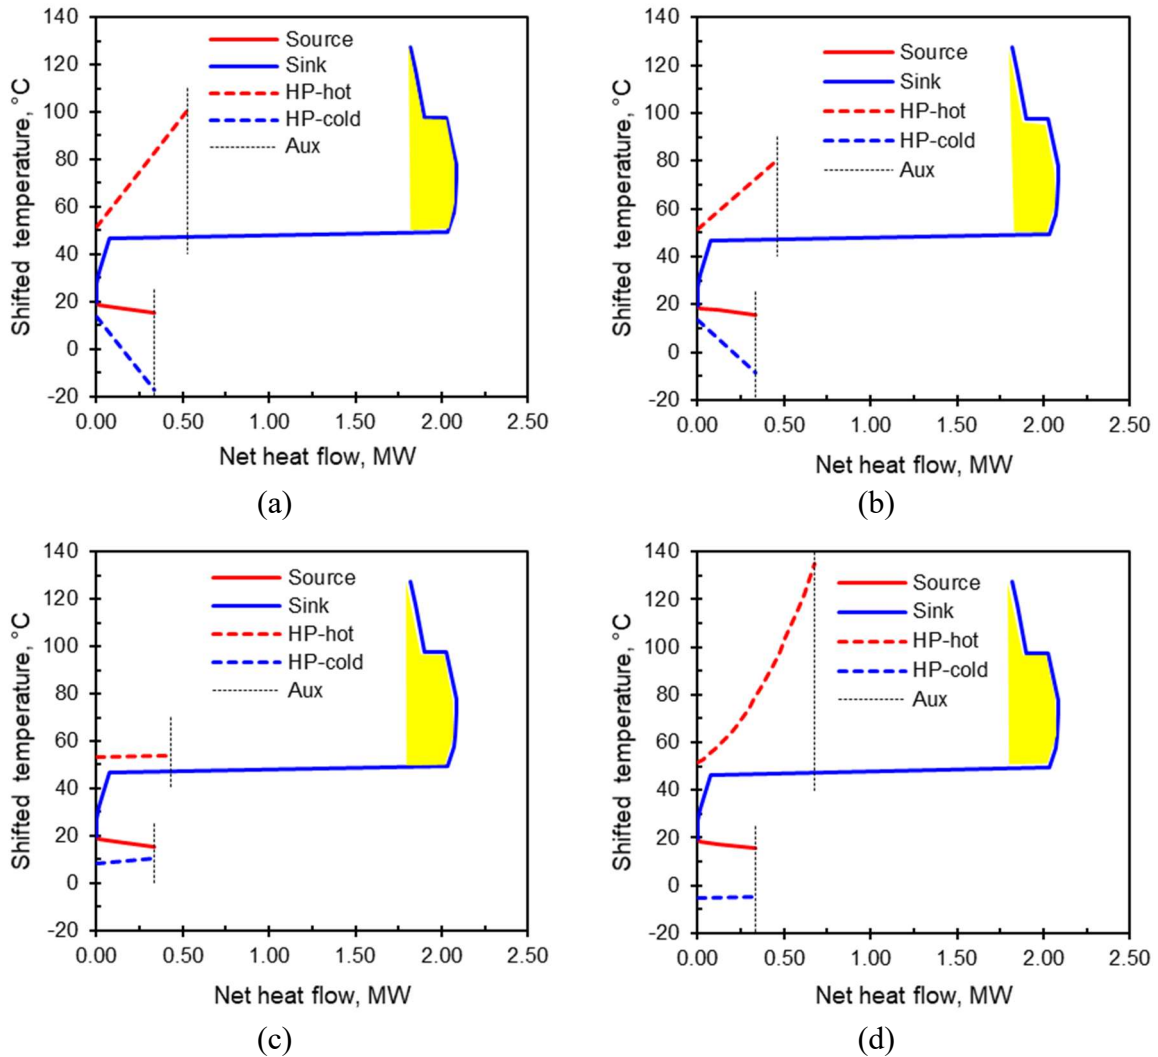 140
120
100
80
60
40
20
0
-20
Shifted temperature, °C
Source
Sink
HP-hot
HP-cold
Aux
0.00 0.50 1.00 1.50 2.00 2.50
Net heat flow, MW
(a)
140
120
100
80
60
40
20
0
-20
Shifted temperature, °C
Source
Sink
HP-hot
HP-cold
Aux
0.00 0.50 1.00 1.50 2.00 2.50
Net heat flow, MW
(b)
140
120
100
80
60
40
20
0
-20
Shifted temperature, °C
Source
Sink
HP-hot
HP-cold
Aux
0.00 0.50 1.00 1.50 2.00 2.50
Net heat flow, MW
(c)
140
120
100
80
60
40
20
0
-20
Shifted temperature, °C
Source
Sink
HP-hot
HP-cold
Aux
0.00 0.50 1.00 1.50 2.00 2.50
Net heat flow, MW
(d)